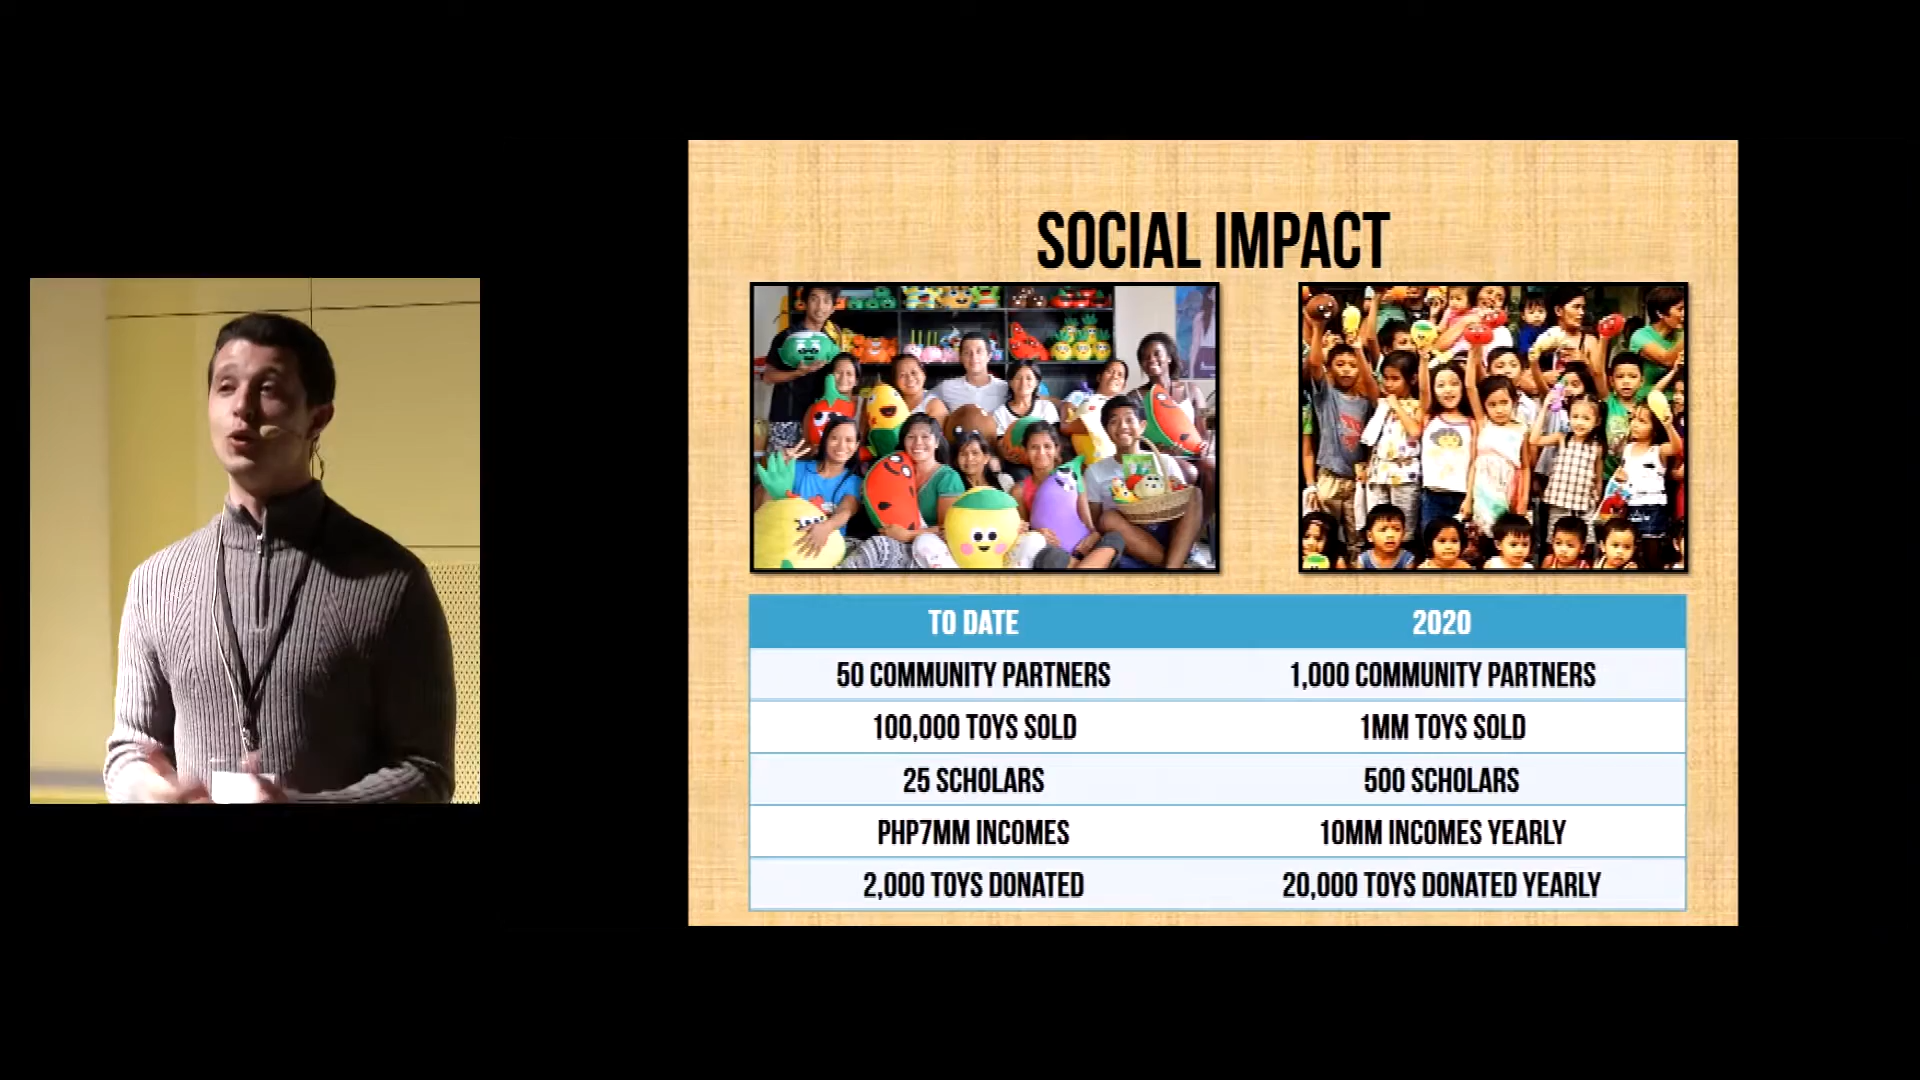 SOCIAL IMPACT
TO DATE 2020
50 COMMUNITY PARTNERS 1,000 COMMUNITY PARTNERS
100,000 TOYS SOLD 1MM TOYS SOLD
25 SCHOLARS 500 SCHOLARS
PHP7MM INCOMES 10MM INCOMES YEARLY
2,000 TOYS DONATED 20,000 TOYS DONATED YEARLY